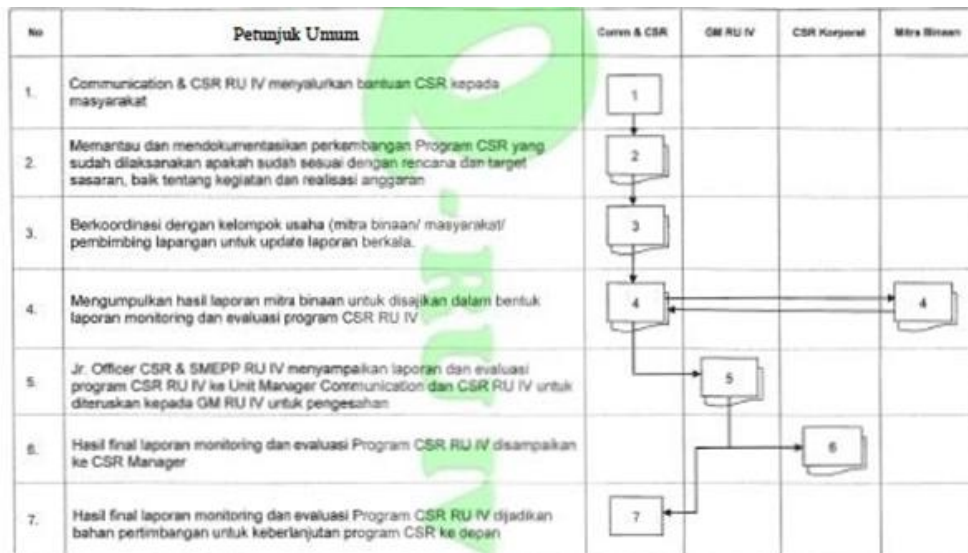 No Petunjuk Umum Comm & CSR GM RU IV CSR Korporat Mitra Binaan
1. Communication & CSR RU IV menyalurkan bantuan CSR kepada
masyarakat
1
2. Memantau dan mendokumentasikan perkembangan Program CSR yang
sudah dilaksanakan apakah sudah sesuai dengan rencana dan target
sasaran, baik tentang kegiatan dan realisasi anggaran
2
3. Berkoordinasi dengan kelompok usaha (mitra binaan/ masyarakat/
pembimbing lapangan untuk update laporan berkala.
3
4. Mengumpulkan hasil laporan mitra binaan untuk disajikan dalam bentuk
laporan monitoring dan evaluasi program CSR RU IV
4 4
5. Jr. Officer CSR & SMEPP RU IV menyampaikan laporan dan evaluasi
program CSR RU IV ke Unit Manager Communication dan CSR RU IV untuk
diteruskan kepada GM RU IV untuk pengesahan
5
6. Hasil final laporan monitoring dan evaluasi Program CSR RU IV disampaikan
ke CSR Manager
6
7. Hasil final laporan monitoring dan evaluasi Program CSR RU IV dijadikan
bahan pertimbangan untuk keberlanjutan program CSR ke depan
7
- RU IV